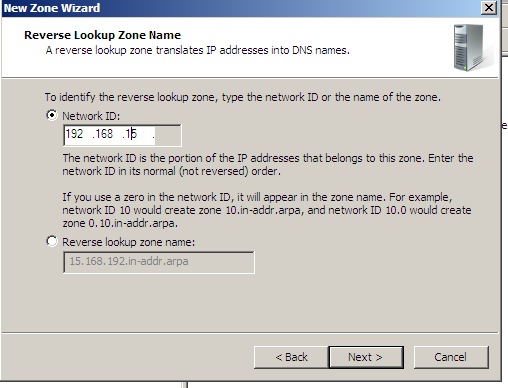 New Zone Wizard
Reverse Lookup Zone Name
A reverse lookup zone translates IP addresses into DNS names.
To identify the reverse lookup zone, type the network ID or the name of the zone.
Network ID:
192 .168 .15 .
The network ID is the portion of the IP addresses that belongs to this zone. Enter the
network ID in its normal (not reversed) order.
If you use a zero in the network ID, it will appear in the zone name. For example,
network ID 10 would create zone 10.in-addr.arpa, and network ID 10.0 would create
zone 0.10.in-addr.arpa.
Reverse lookup zone name:
15.168.192.in-addr.arpa
< Back
Next >
Cancel